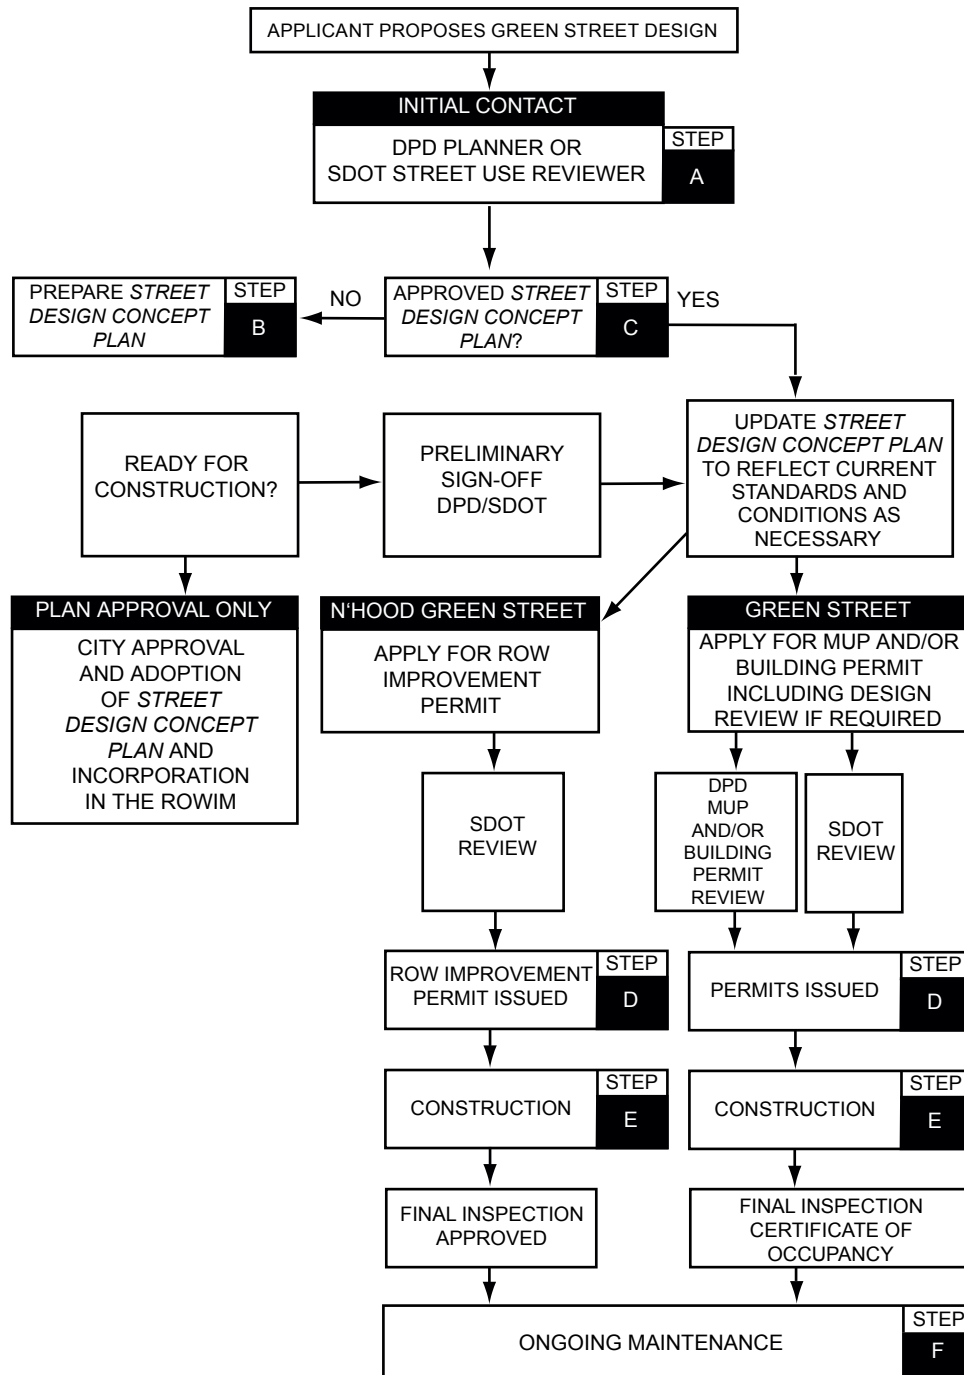 APPLICANT PROPOSES GREEN STREET DESIGN
INITIAL CONTACT
DPD PLANNER OR
SDOT STREET USE REVIEWER
STEP
A
PREPARE STREET
DESIGN CONCEPT
PLAN
STEP
B
NO
APPROVED STREET
DESIGN CONCEPT
PLAN?
STEP
C
YES
READY FOR
CONSTRUCTION?
PRELIMINARY
SIGN-OFF
DPD/SDOT
UPDATE STREET
DESIGN CONCEPT PLAN
TO REFLECT CURRENT
STANDARDS AND
CONDITIONS AS
NECESSARY
PLAN APPROVAL ONLY
CITY APPROVAL
AND ADOPTION
OF STREET
DESIGN CONCEPT
PLAN AND
INCORPORATION
IN THE ROWIM
N'HOOD GREEN STREET
APPLY FOR ROW
IMPROVEMENT
PERMIT
GREEN STREET
APPLY FOR MUP AND/OR
BUILDING PERMIT
INCLUDING DESIGN
REVIEW IF REQUIRED
SDOT
REVIEW
DPD
MUP
AND/OR
BUILDING
PERMIT
REVIEW
SDOT
REVIEW
ROW IMPROVEMENT
PERMIT ISSUED
STEP
D
PERMITS ISSUED
STEP
D
CONSTRUCTION
STEP
E
CONSTRUCTION
STEP
E
FINAL INSPECTION
APPROVED
FINAL INSPECTION
CERTIFICATE OF
OCCUPANCY
ONGOING MAINTENANCE
STEP
F